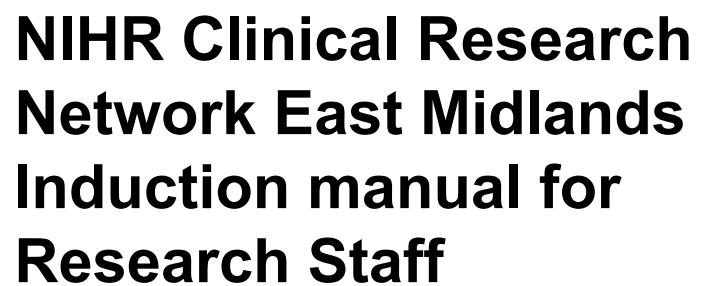 NIHR Clinical Research
Network East Midlands
Induction manual for
Research Staff